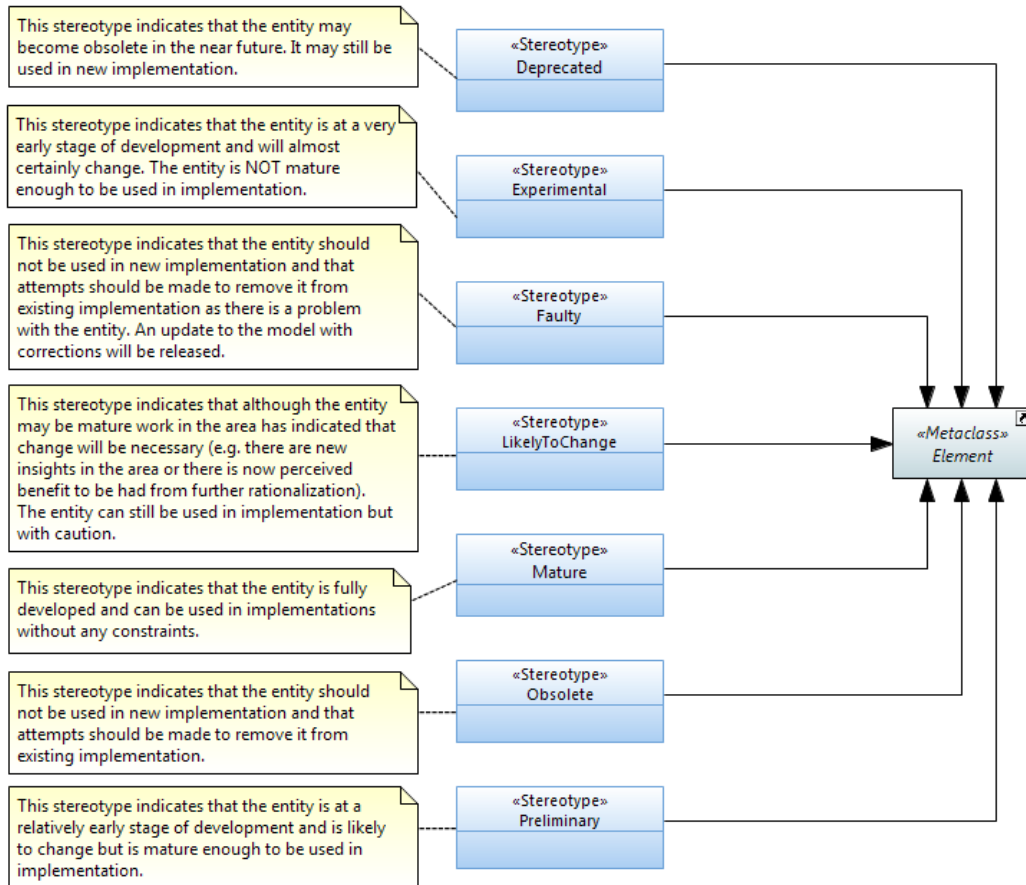 This stereotype indicates that the entity may
become obsolete in the near future. It may still be
used in new implementation.
«Stereotype»
Deprecated
This stereotype indicates that the entity is at a very
early stage of development and will almost
certainly change. The entity is NOT mature
enough to be used in implementation.
«Stereotype»
Experimental
This stereotype indicates that the entity should
not be used in new implementation and that
attempts should be made to remove it from
existing implementation as there is a problem
with the entity. An update to the model with
corrections will be released.
«Stereotype»
Faulty
This stereotype indicates that although the entity
may be mature work in the area has indicated that
change will be necessary (e.g. there are new
insights in the area or there is now perceived
benefit to be had from further rationalization).
The entity can still be used in implementation but
with caution.
«Stereotype»
LikelyToChange
«Metaclass»
Element
This stereotype indicates that the entity is fully
developed and can be used in implementations
without any constraints.
«Stereotype»
Mature
This stereotype indicates that the entity should
not be used in new implementation and that
attempts should be made to remove it from
existing implementation.
«Stereotype»
Obsolete
This stereotype indicates that the entity is at a
relatively early stage of development and is likely
to change but is mature enough to be used in
implementation.
«Stereotype»
Preliminary